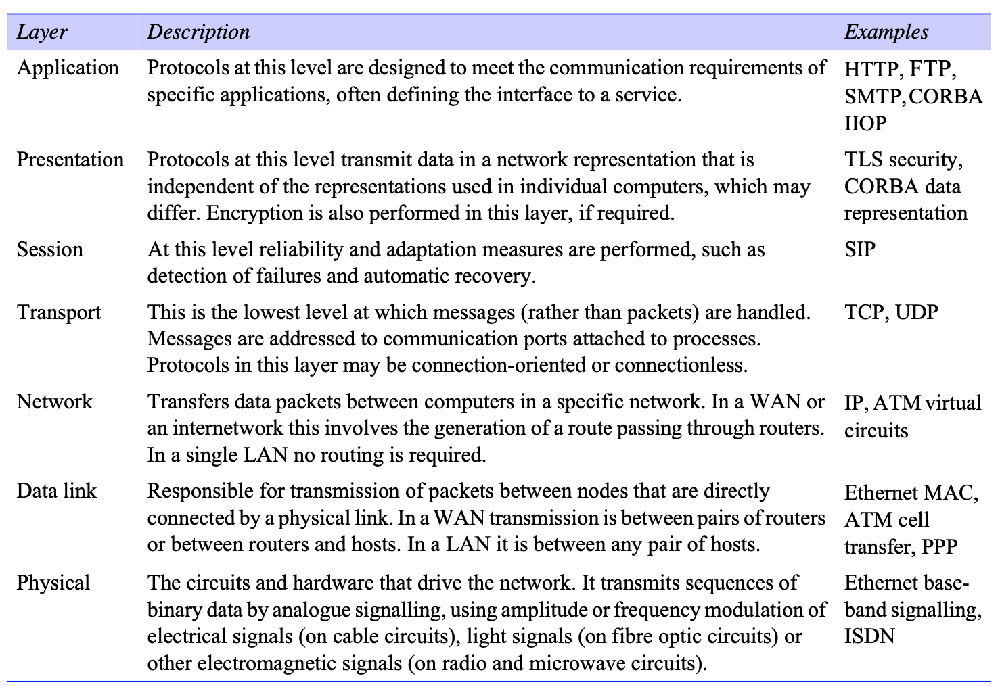 Layer Description Examples
Application Protocols at this level are designed to meet the communication requirements of HTTP, FTP,
specific applications, often defining the interface to a service. SMTP, CORBA
IIOP
Presentation Protocols at this level transmit data in a network representation that is TLS security,
independent of the representations used in individual computers, which may CORBA data
differ. Encryption is also performed in this layer, if required. representation
Session At this level reliability and adaptation measures are performed, such as SIP
detection of failures and automatic recovery.
Transport This is the lowest level at which messages (rather than packets) are handled. TCP, UDP
Messages are addressed to communication ports attached to processes.
Protocols in this layer may be connection-oriented or connectionless.
Network Transfers data packets between computers in a specific network. In a WAN or IP, ATM virtual
an internetwork this involves the generation of a route passing through routers. circuits
In a single LAN no routing is required.
Data link Responsible for transmission of packets between nodes that are directly Ethernet MAC,
connected by a physical link. In a WAN transmission is between pairs of routers ATM cell
or between routers and hosts. In a LAN it is between any pair of hosts. transfer, PPP
Physical The circuits and hardware that drive the network. It transmits sequences of Ethernet base-
binary data by analogue signalling, using amplitude or frequency modulation of band signalling,
electrical signals (on cable circuits), light signals (on fibre optic circuits) or ISDN
other electromagnetic signals (on radio and microwave circuits).